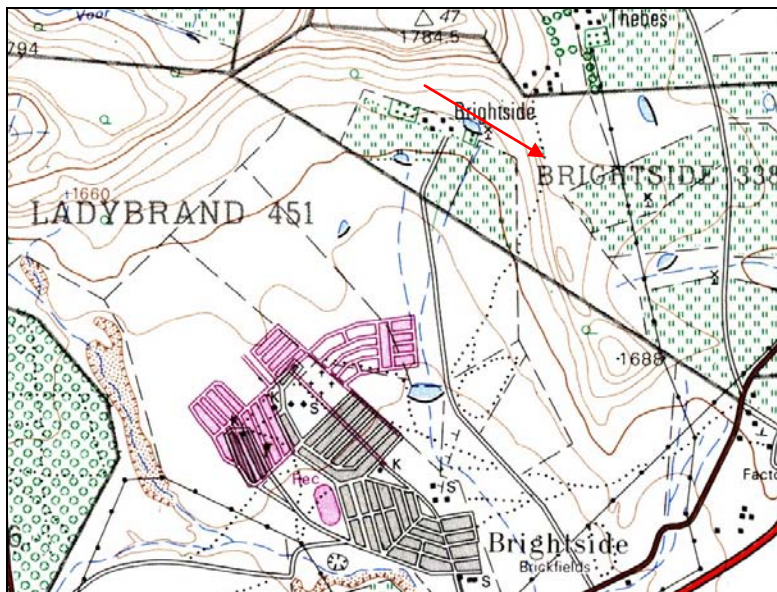 Voor
794
47
1784,5
Thebes
Brightside
1660
LADYBRAND 451
BRIGHTSIDE 338
1688
K
S
K
K
Rec
S
Facto
Brightside
Brickfields
S